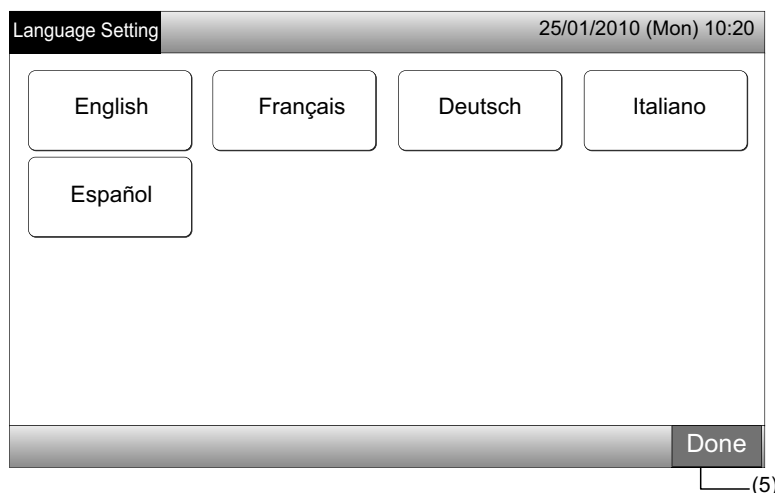 Language Setting 25/01/2010 (Mon) 10:20
English Français Deutsch Italiano
Español
Done
(5)